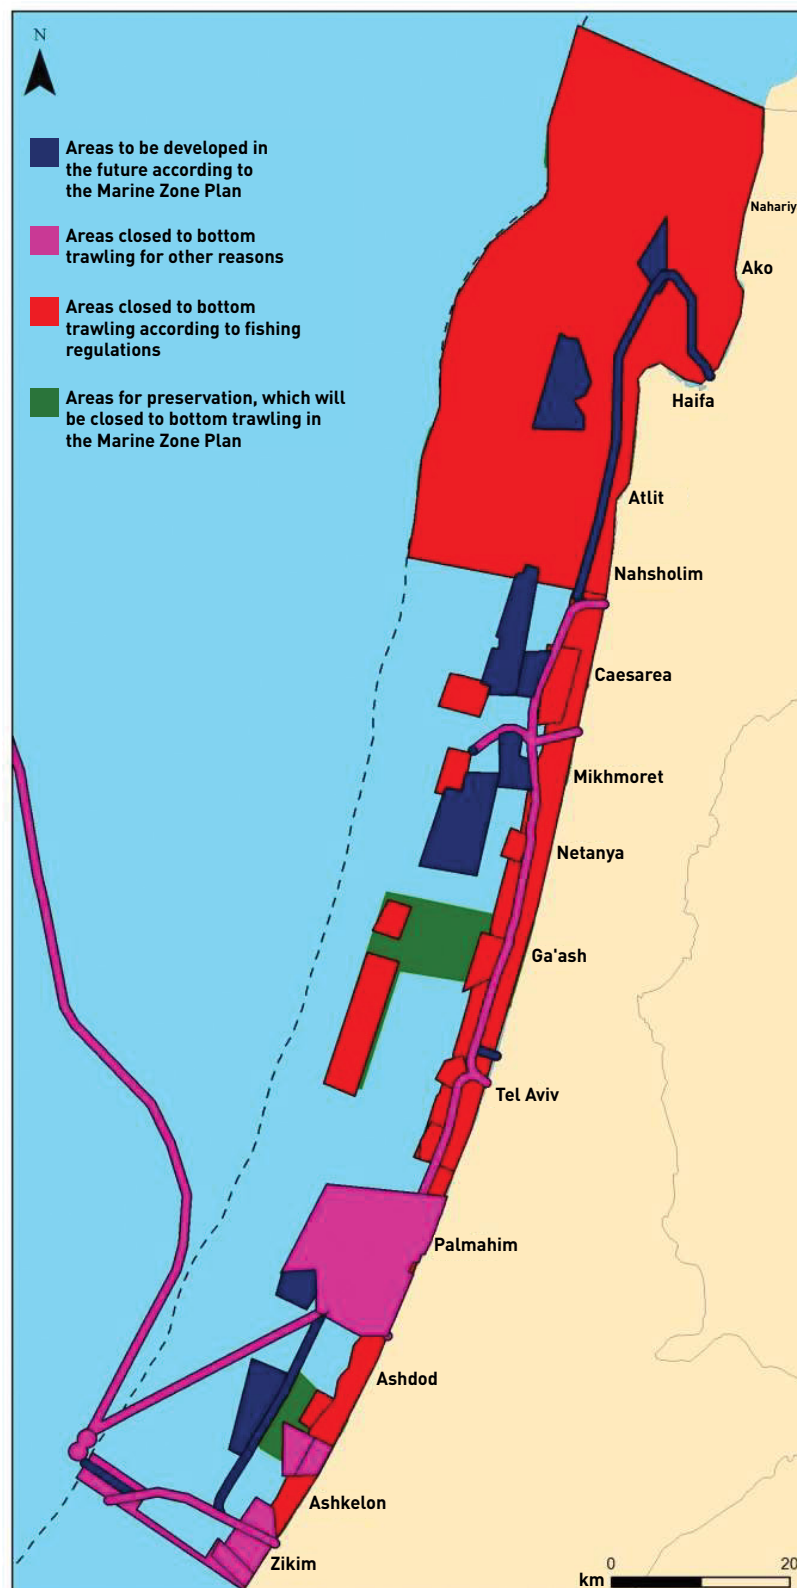 N
Areas to be developed in
the future according to
the Marine Zone Plan
Areas closed to bottom
trawling for other reasons
Areas closed to bottom
trawling according to fishing
regulations
Areas for preservation, which will
be closed to bottom trawling in
the Marine Zone Plan
Nahariy
Ako
Haifa
Atlit
Nahsholim
Caesarea
Mikhmoret
Netanya
Ga'ash
Tel Aviv
Palmahim
Ashdod
Ashkelon
Zikim
0 20
km